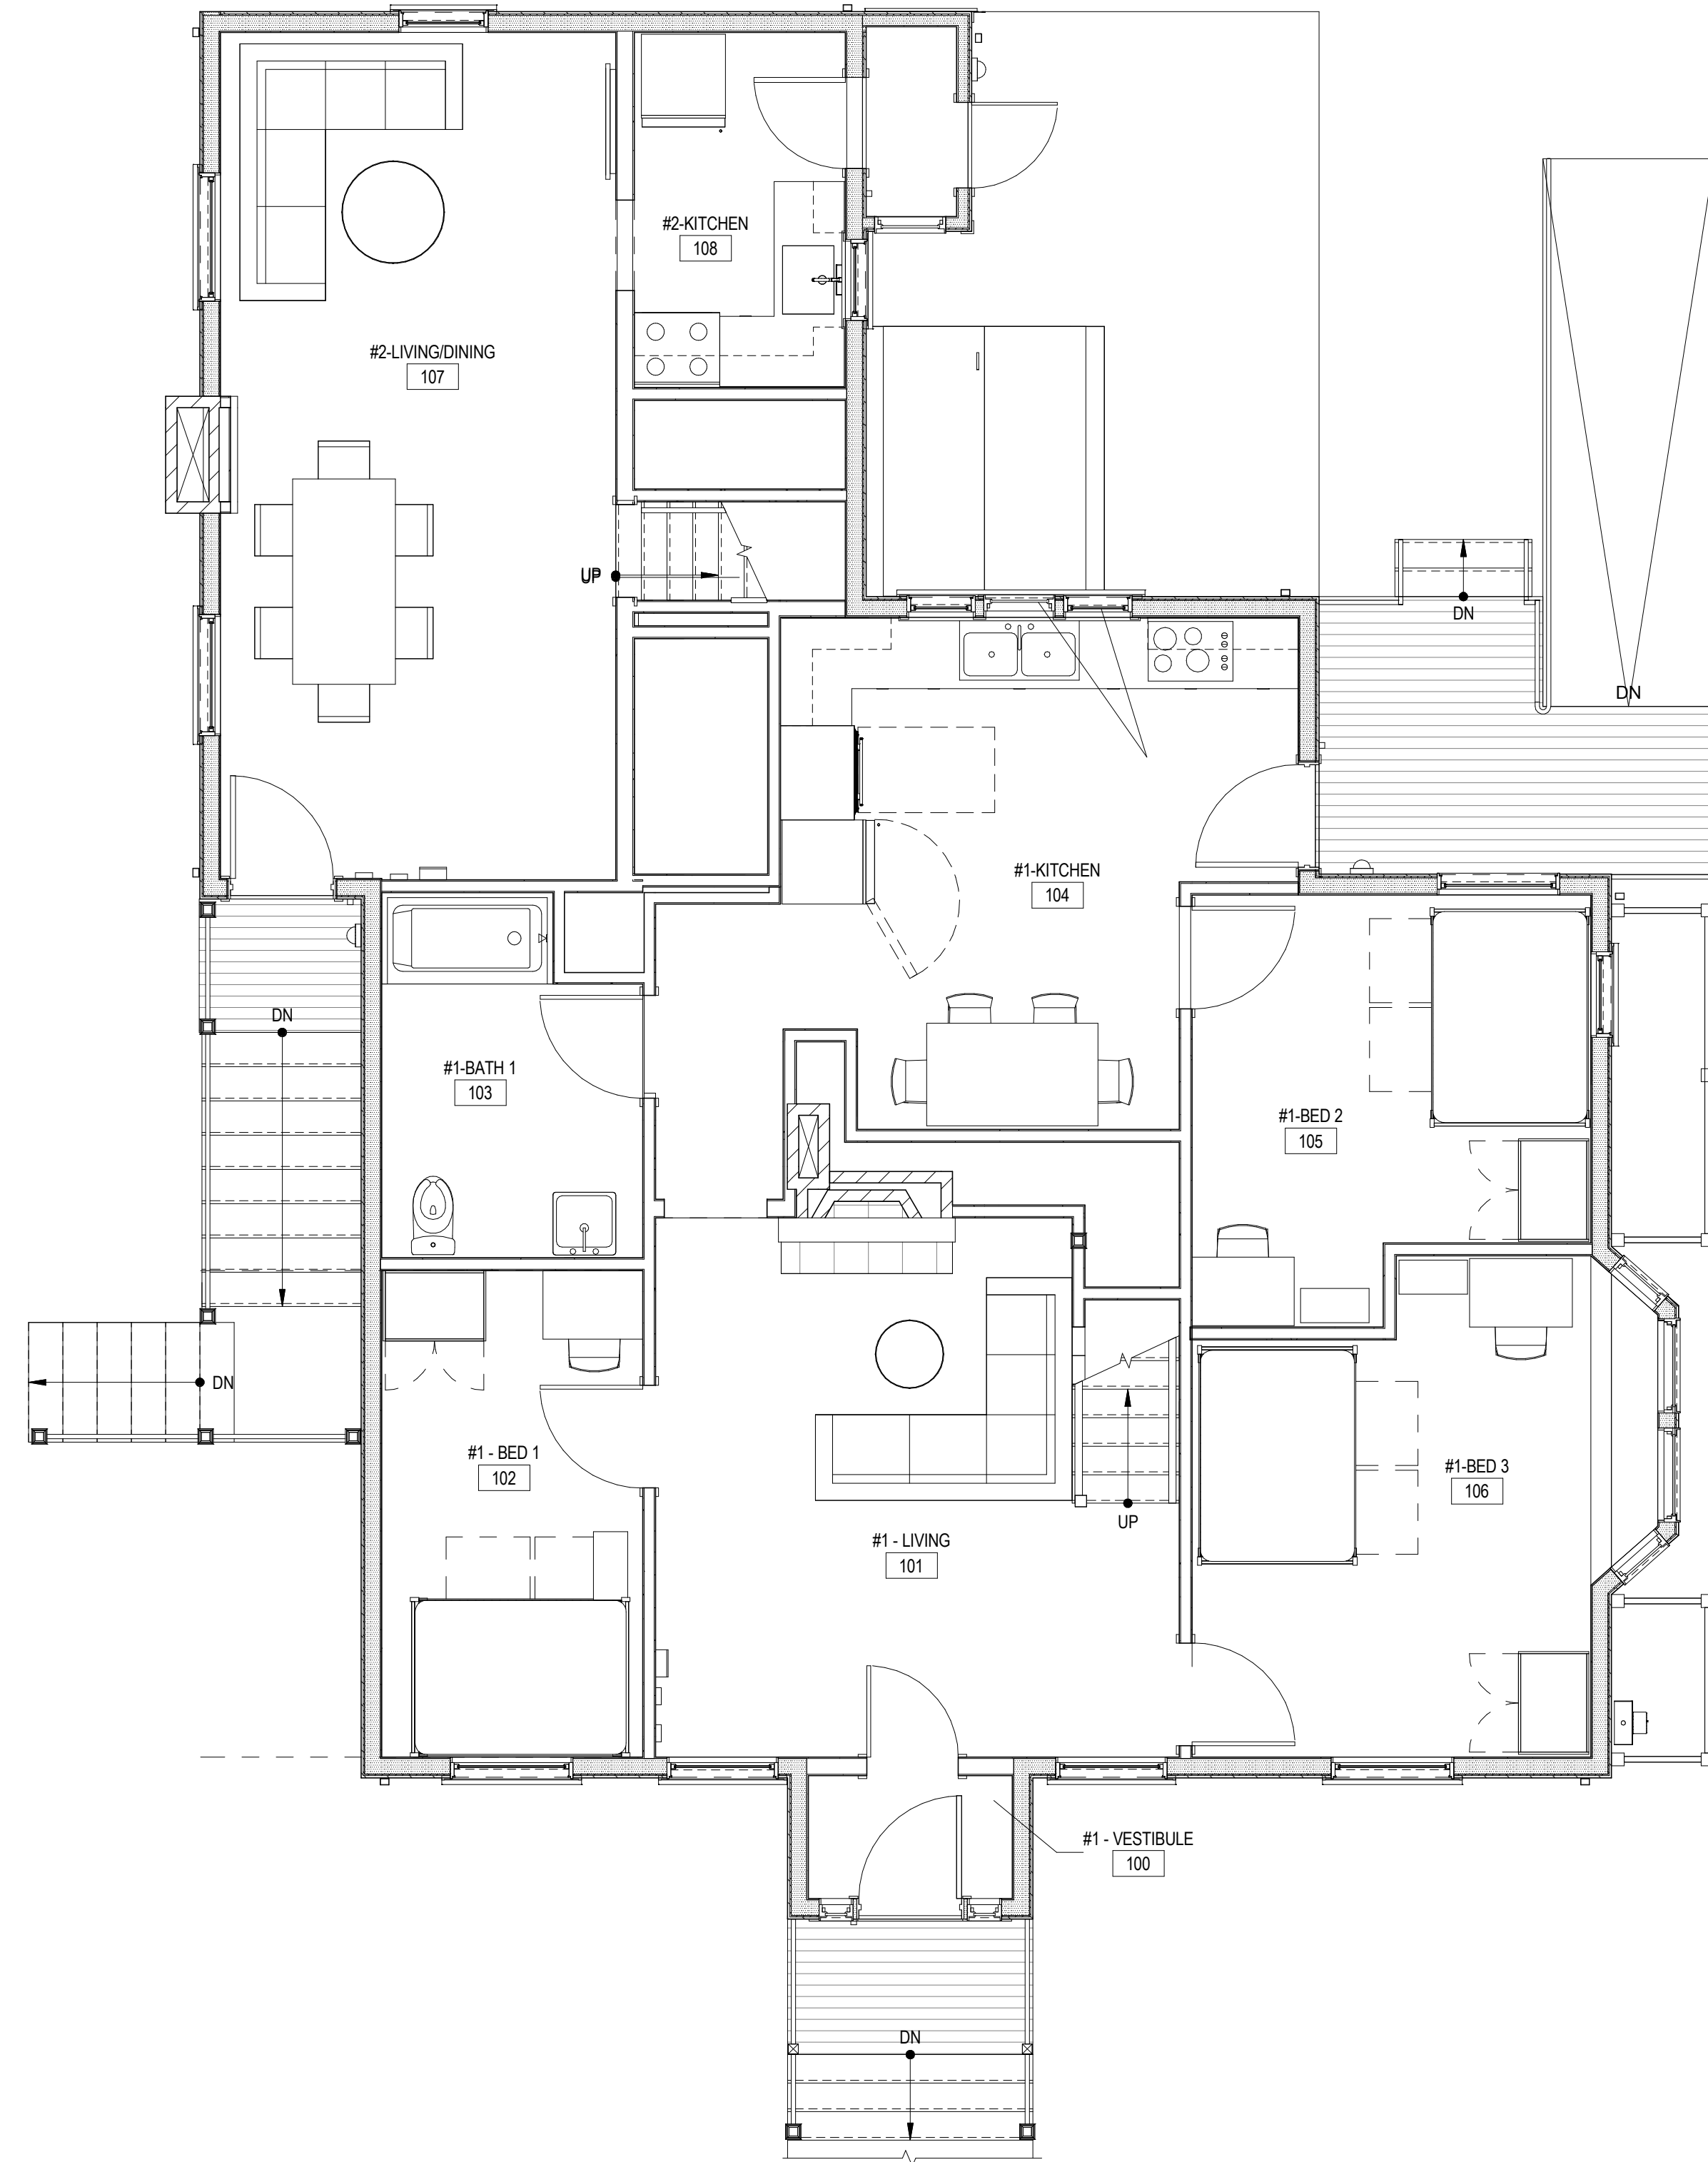 #2-KITCHEN
108
#2-LIVING/DINING
107
UP
DN
DN
#1-KITCHEN
104
DN
#1-BATH 1
103
#1-BED 2
105
DN
#1 - BED 1
102
#1-BED 3
106
UP
#1 - LIVING
101
#1 - VESTIBULE
100
DN